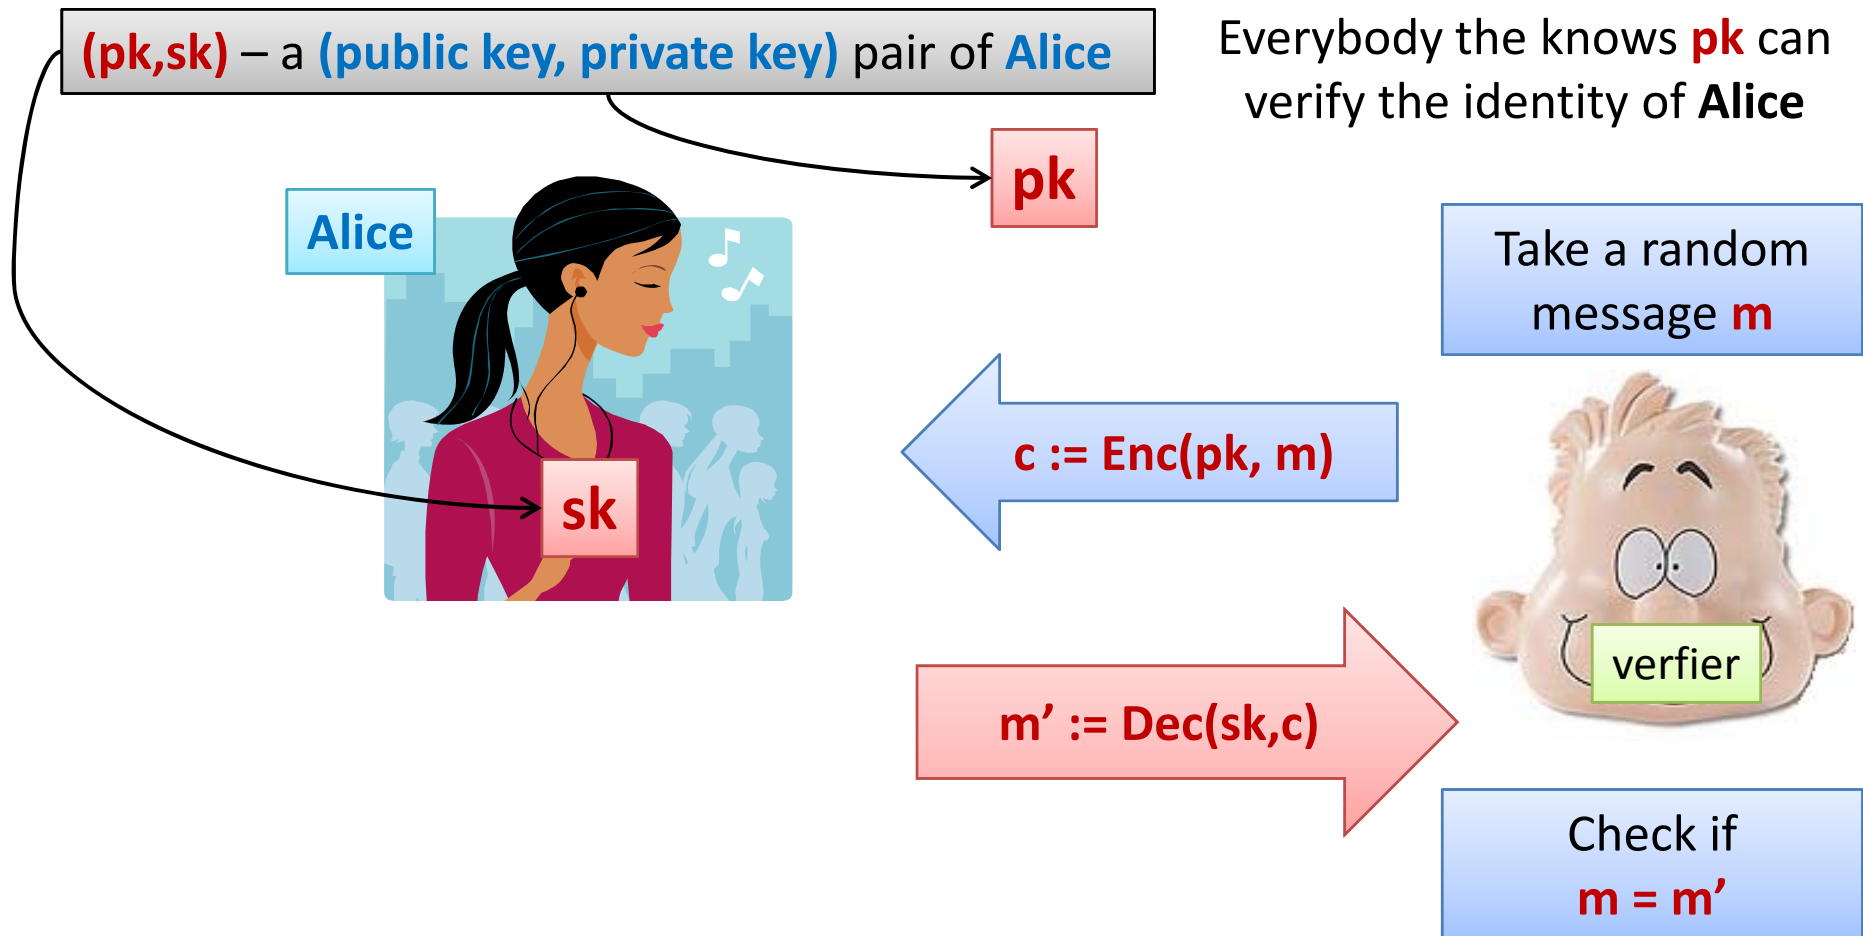 (pk,sk) – a (public key, private key) pair of Alice
Everybody the knows pk can
verify the identity of Alice
pk
Alice
Take a random
message m
c := Enc(pk, m)
sk
verfier
m’ := Dec(sk,c)
Check if
m = m’